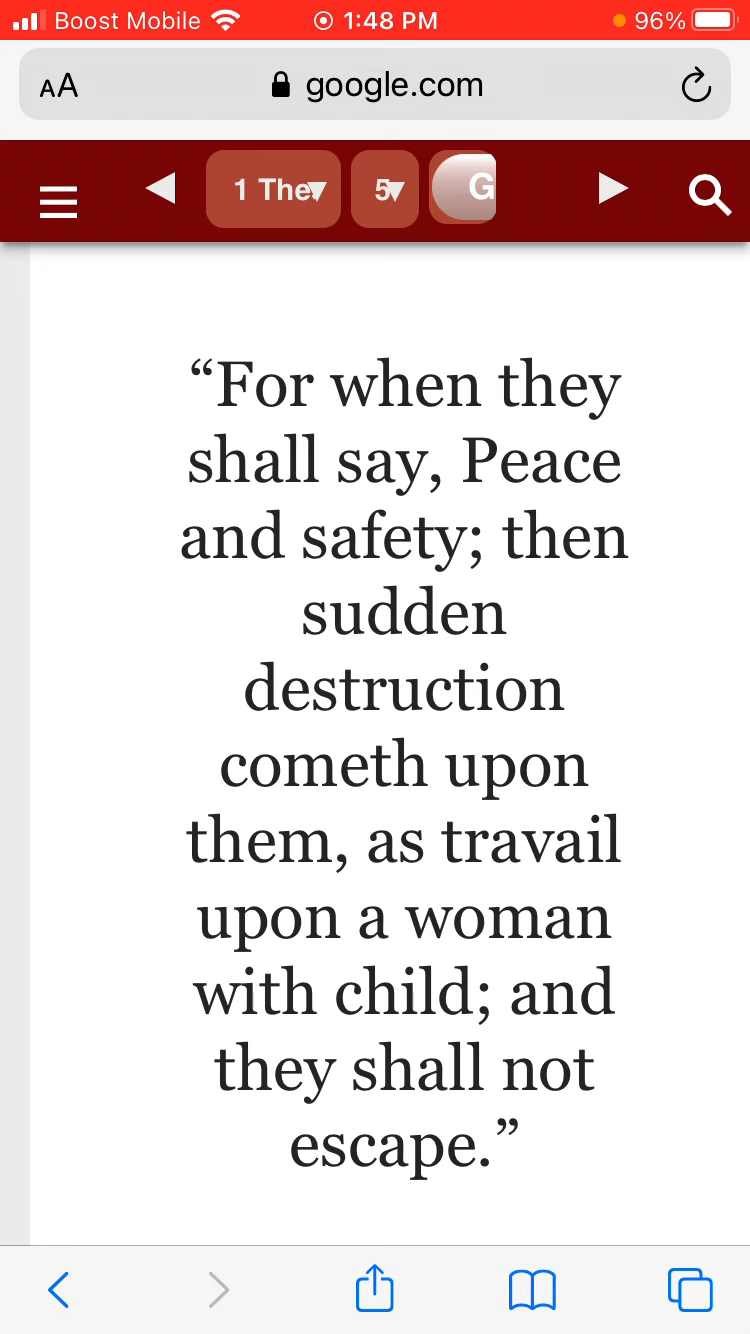 Boost Mobile 1:48 PM 96%
AA google.com
1 The 5 G
“For when they
shall say, Peace
and safety; then
sudden
destruction
cometh upon
them, as travail
upon a woman
with child; and
they shall not
escape.”